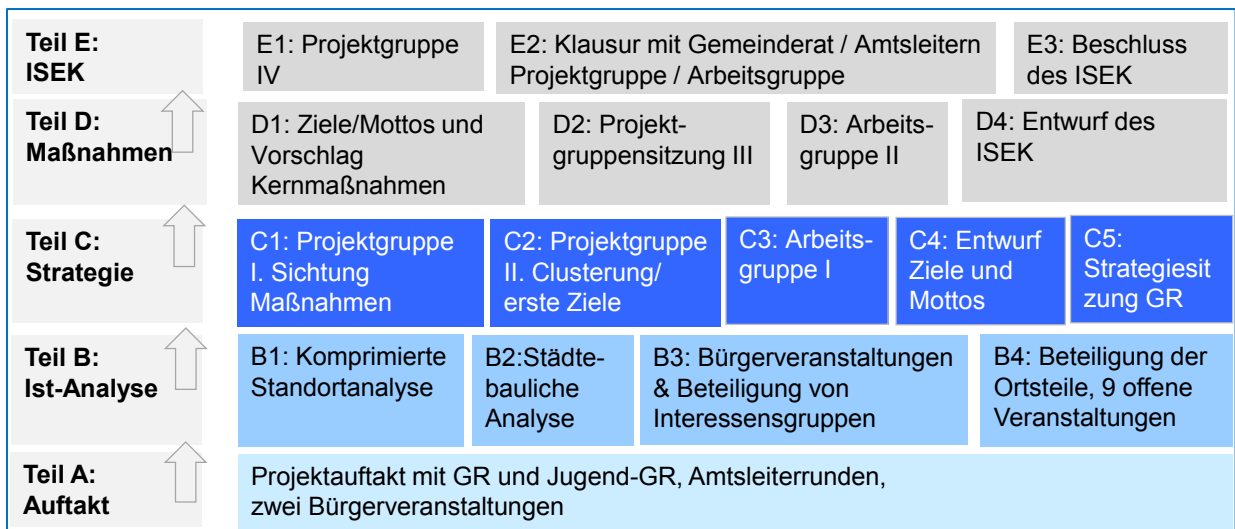 Teil E:
ISEK
E1: Projektgruppe
IV
E2: Klausur mit Gemeinderat / Amtsleitern
Projektgruppe / Arbeitsgruppe
E3: Beschluss
des ISEK
Teil D:
Maßnahmen
D1: Ziele/Mottos und
Vorschlag
Kernmaßnahmen
D2: Projekt-
gruppensitzung III
D3: Arbeits-
gruppe II
D4: Entwurf des
ISEK
Teil C:
Strategie
C1: Projektgruppe
I. Sichtung
Maßnahmen
C2: Projektgruppe
II. Clusterung/
erste Ziele
C3: Arbeits-
gruppe I
C4: Entwurf
Ziele und
Mottos
C5:
Strategiesit
zung GR
Teil B:
Ist-Analyse
B1: Komprimierte
Standortanalyse
B2:Städte-
bauliche
Analyse
B3: Bürgerveranstaltungen
& Beteiligung von
Interessensgruppen
B4: Beteiligung der
Ortsteile, 9 offene
Veranstaltungen
Teil A:
Auftakt
Projektauftakt mit GR und Jugend-GR, Amtsleiterrunden,
zwei Bürgerveranstaltungen